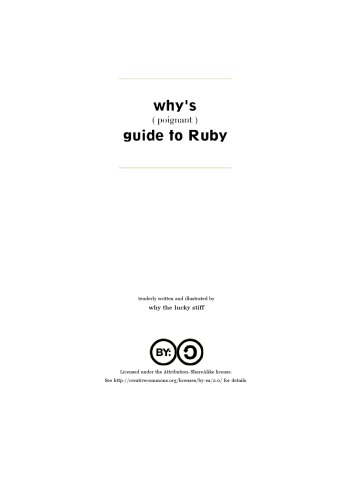 why's
( poignant )
guide to Ruby
tenderly written and illustrated by
why the lucky stiff
BY:
Licensed under the Attribution-ShareAlike license.
See http://creativecommons.org/licenses/by-sa/2.0/ for details.